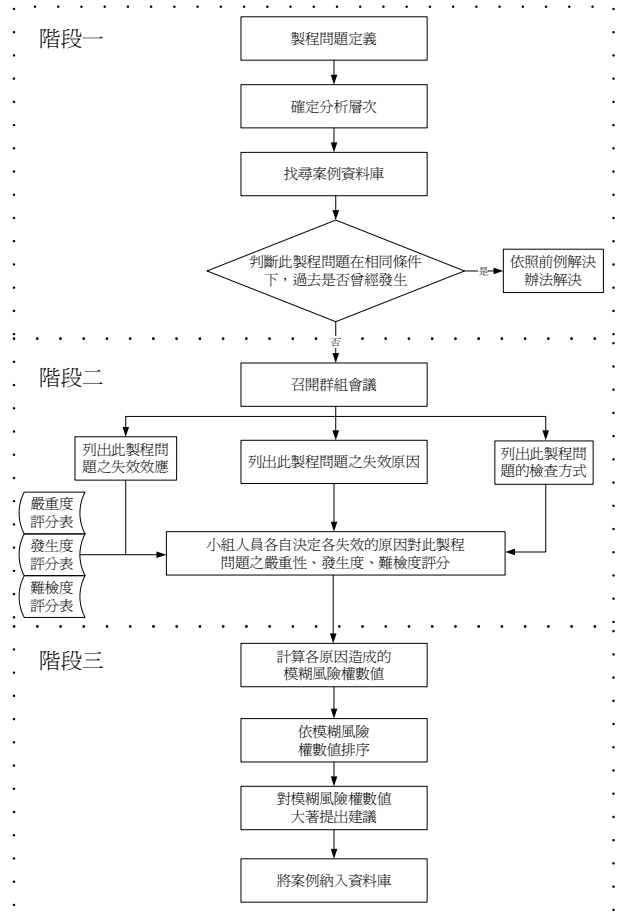 階段一
製程問題定義
確定分析層次
找尋案例資料庫
判斷此製程問題在相同條件
下，過去是否曾經發生
是
依照前例解決
辦法解決
否
階段二
召開群組會議
列出此製程問
題之失效效應
列出此製程問題之失效原因
列出此製程問
題的檢查方式
嚴重度
評分表
發生度
評分表
難檢度
評分表
小組人員各自決定各失效的原因對此製程
問題之嚴重性、發生度、難檢度評分
階段三
計算各原因造成的
模糊風險權數值
依模糊風險
權數值排序
對模糊風險權數值
大著提出建議
將案例納入資料庫